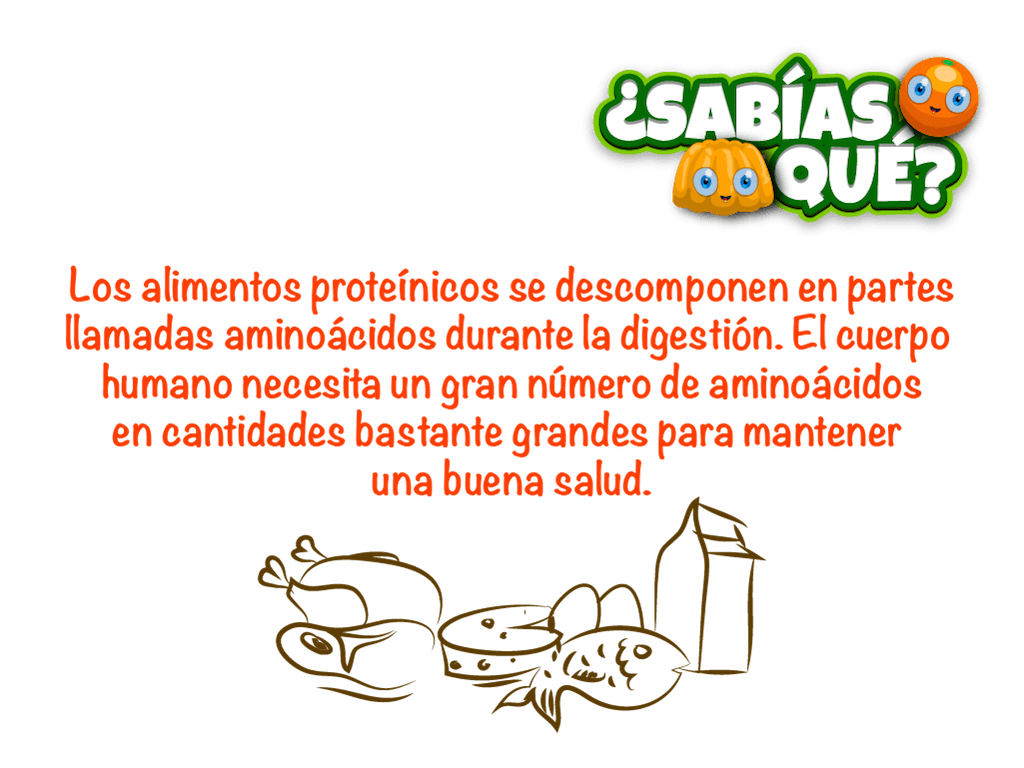 ¿SABÍAS
QUÉ?
Los alimentos proteínicos se descomponen en partes
llamadas aminoácidos durante la digestión. El cuerpo
humano necesita un gran número de aminoácidos
en cantidades bastante grandes para mantener
una buena salud.